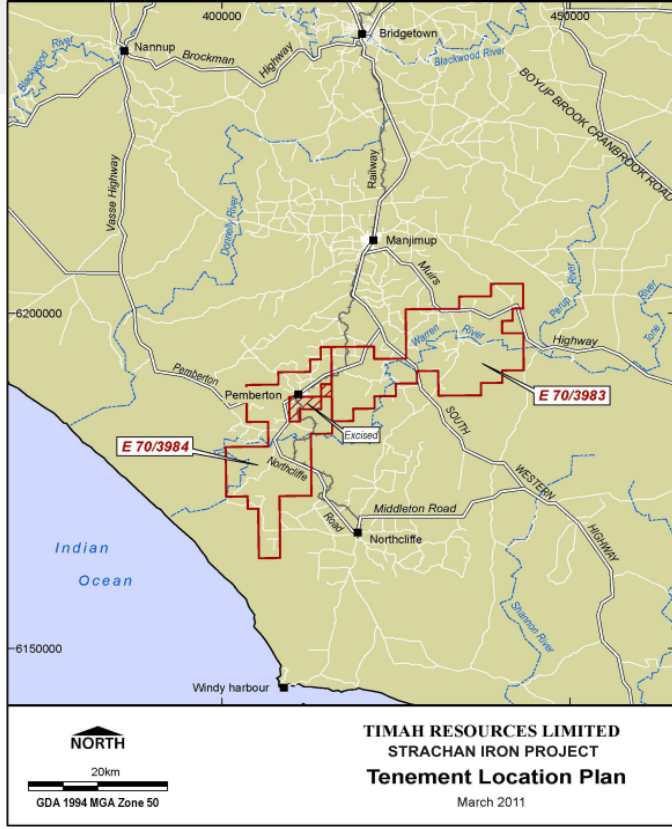 400000
450000
Blackwood
River
Nannup
Brockman
Highway
Bridgetown
Blackwood River
BOYUP BROOK CRANBROOK ROAD
Vasse Highway
Donnelly River
Railway
Manjimup
Muirs
Perup
River
Tone
River
6200000
Warren
River
Highway
Pemberton
Pemberton
E 70/3983
Excised
SOUTH
WESTERN
HIGHWAY
E 70/3984
Northcliffe
Road
Middleton Road
Northcliffe
Indian
Ocean
Shannon River
6150000
Windy harbour
NORTH
20km
GDA 1994 MGA Zone 50
TIMAH RESOURCES LIMITED
STRACHAN IRON PROJECT
Tenement Location Plan
March 2011